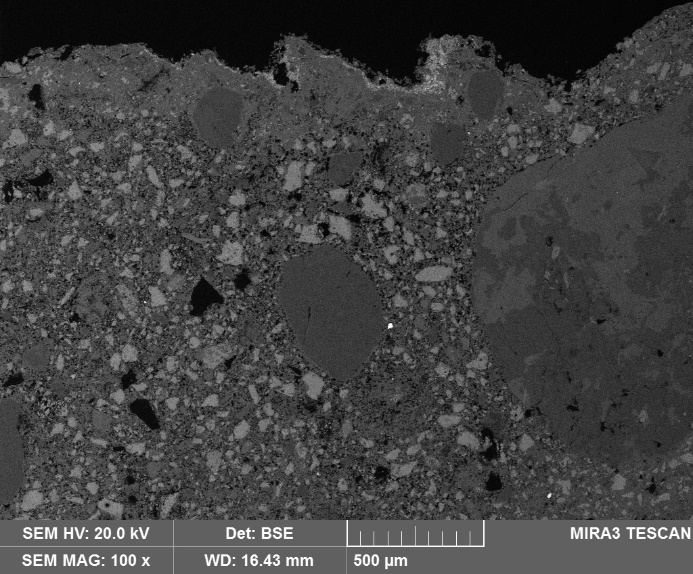 SEM HV: 20.0 kV Det: BSE MIRA3 TESCAN
SEM MAG: 100 x WD: 16.43 mm 500 µm